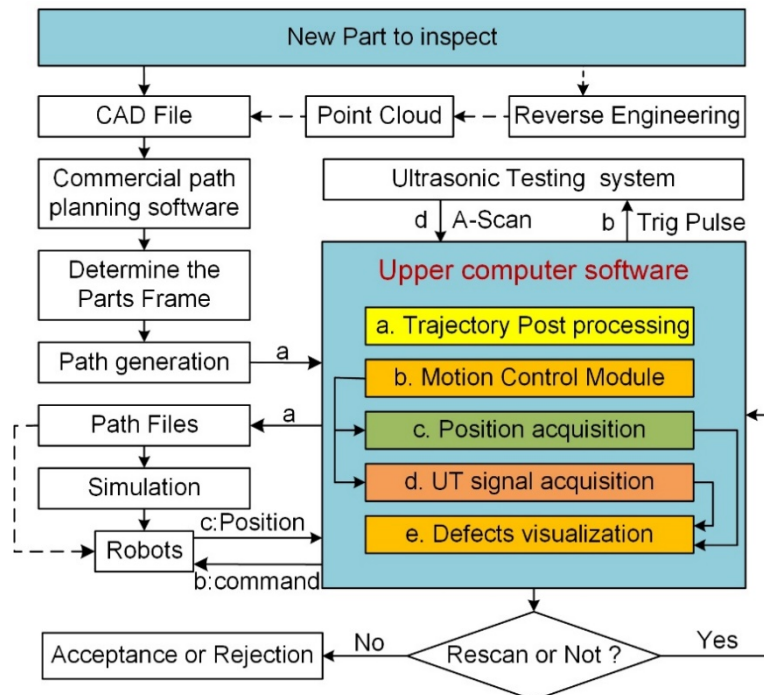 New Part to inspect
CAD File
Point Cloud
Reverse Engineering
Commercial path
planning software
Ultrasonic Testing system
d
A-Scan
b
Trig Pulse
Determine the
Parts Frame
Upper computer software
a. Trajectory Post processing
Path generation
a
b. Motion Control Module
Path Files
a
c. Position acquisition
Simulation
d. UT signal acquisition
c:Position
Robots
e. Defects visualization
b:command
Acceptance or Rejection
No
Rescan or Not ?
Yes